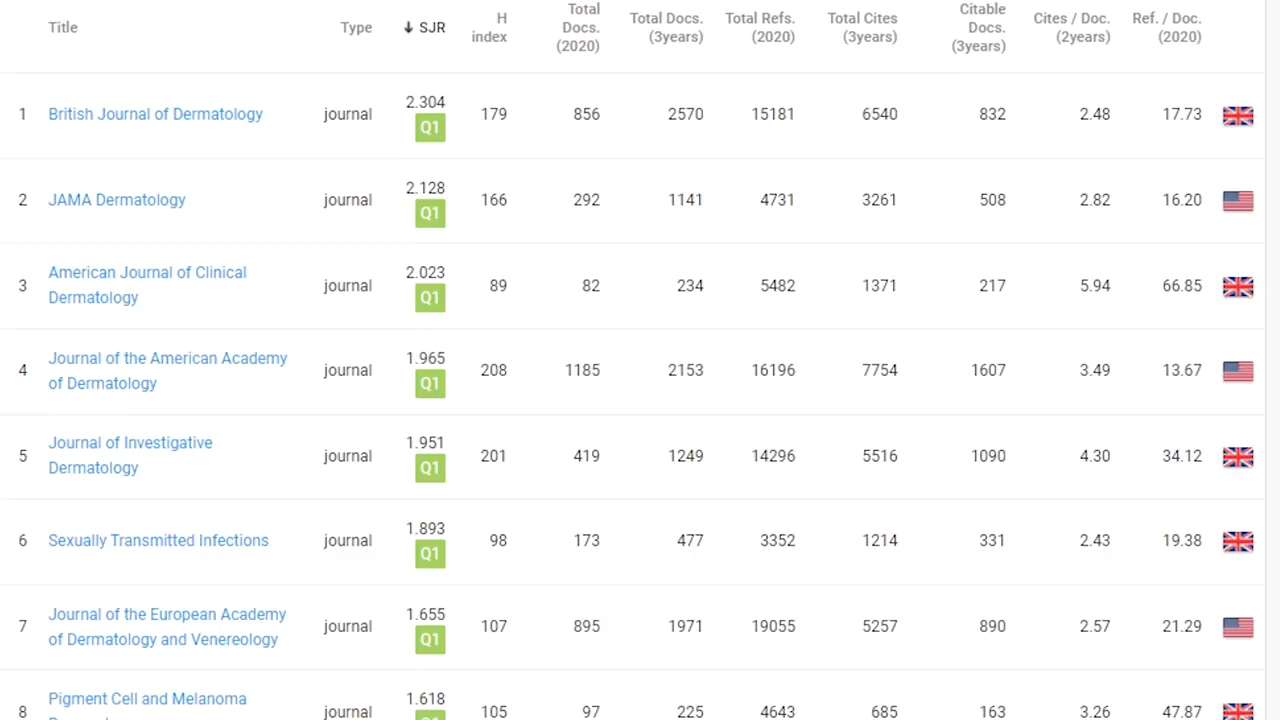 Title Type ↓ SJR H index Total Docs. (2020) Total Docs. (3years) Total Refs. (2020) Total Cites (3years) Citable Docs. (3years) Cites / Doc. (2years) Ref. / Doc. (2020)
1 British Journal of Dermatology journal 2.304 Q1 179 856 2570 15181 6540 832 2.48 17.73
2 JAMA Dermatology journal 2.128 Q1 166 292 1141 4731 3261 508 2.82 16.20
3 American Journal of Clinical Dermatology journal 2.023 Q1 89 82 234 5482 1371 217 5.94 66.85
4 Journal of the American Academy of Dermatology journal 1.965 Q1 208 1185 2153 16196 7754 1607 3.49 13.67
5 Journal of Investigative Dermatology journal 1.951 Q1 201 419 1249 14296 5516 1090 4.30 34.12
6 Sexually Transmitted Infections journal 1.893 Q1 98 173 477 3352 1214 331 2.43 19.38
7 Journal of the European Academy of Dermatology and Venereology journal 1.655 Q1 107 895 1971 19055 5257 890 2.57 21.29
8 Pigment Cell and Melanoma journal 1.618 105 97 225 4643 685 163 3.26 47.87